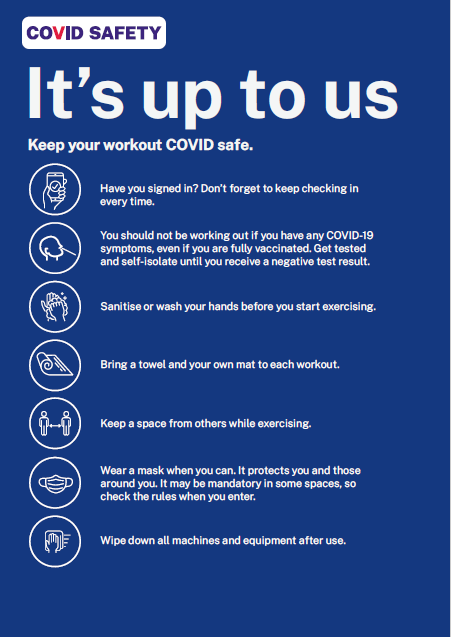 COVID SAFETY
It’s up to us
Keep your workout COVID safe.
Have you signed in? Don’t forget to keep checking in
every time.
You should not be working out if you have any COVID-19
symptoms, even if you are fully vaccinated. Get tested
and self-isolate until you receive a negative test result.
Sanitise or wash your hands before you start exercising.
Bring a towel and your own mat to each workout.
Keep a space from others while exercising.
Wear a mask when you can. It protects you and those
around you. It may be mandatory in some spaces, so
check the rules when you enter.
Wipe down all machines and equipment after use.